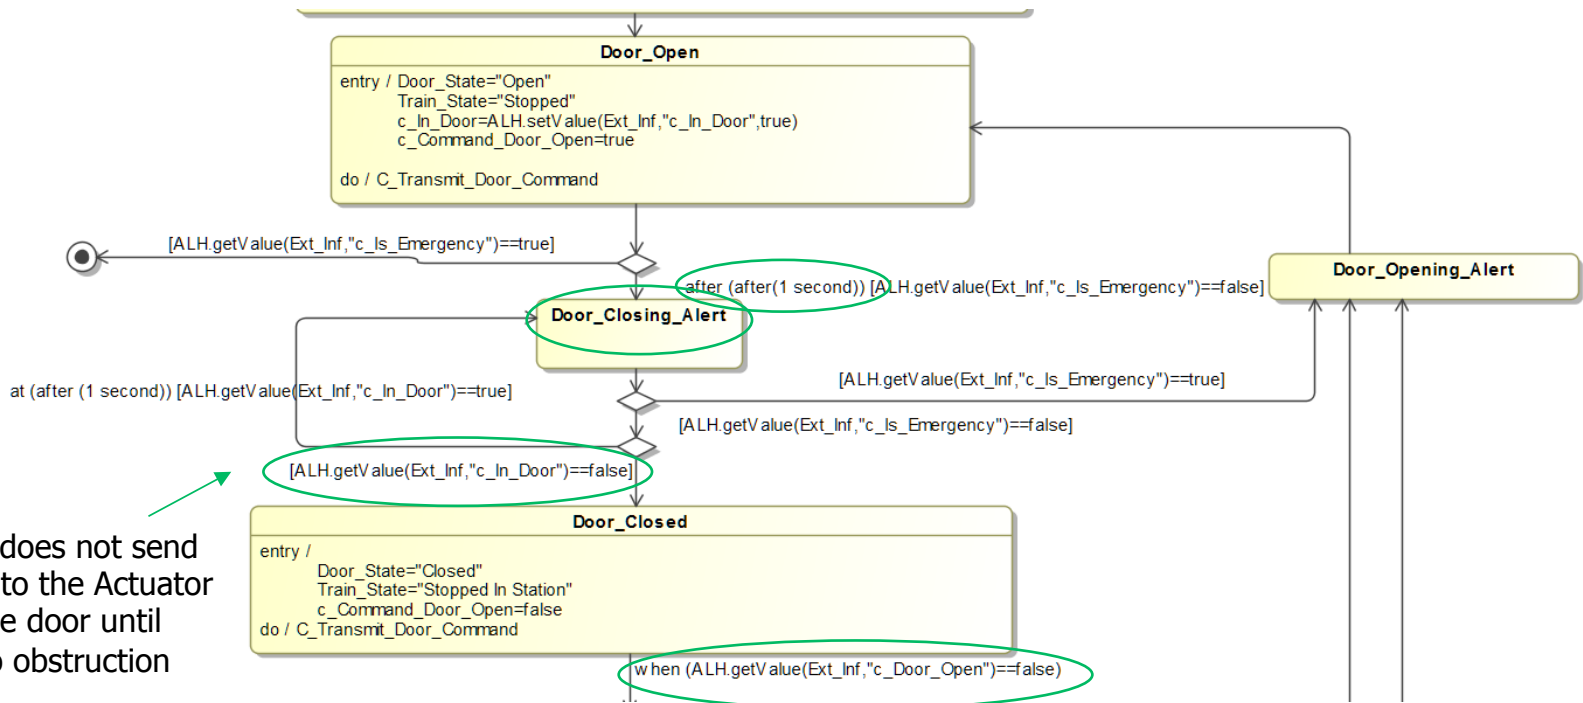 Door_Open
entry / Door_State="Open"
Train_State="Stopped"
c_In_Door=ALH.setValue(Ext_Inf,"c_In_Door",true)
c_Command_Door_Open=true
do / C_Transmit_Door_Command
[ALH.getValue(Ext_Inf,"c_Is_Emergency")==true]
Door_Opening_Alert
after (after(1 second)) [ALH.getValue(Ext_Inf,"c_Is_Emergency")==false]
Door_Closing_Alert
[ALH.getValue(Ext_Inf,"c_Is_Emergency")==true]
at (after (1 second)) [ALH.getValue(Ext_Inf,"c_In_Door")==true]
[ALH.getValue(Ext_Inf,"c_Is_Emergency")==false]
[ALH.getValue(Ext_Inf,"c_In_Door")==false]
Door_Closed
entry /
Door_State="Closed"
Train_State="Stopped In Station"
c_Command_Door_Open=false
do / C_Transmit_Door_Command
does not send
to the Actuator
e door until
obstruction
when (ALH.getValue(Ext_Inf,"c_Door_Open")==false)